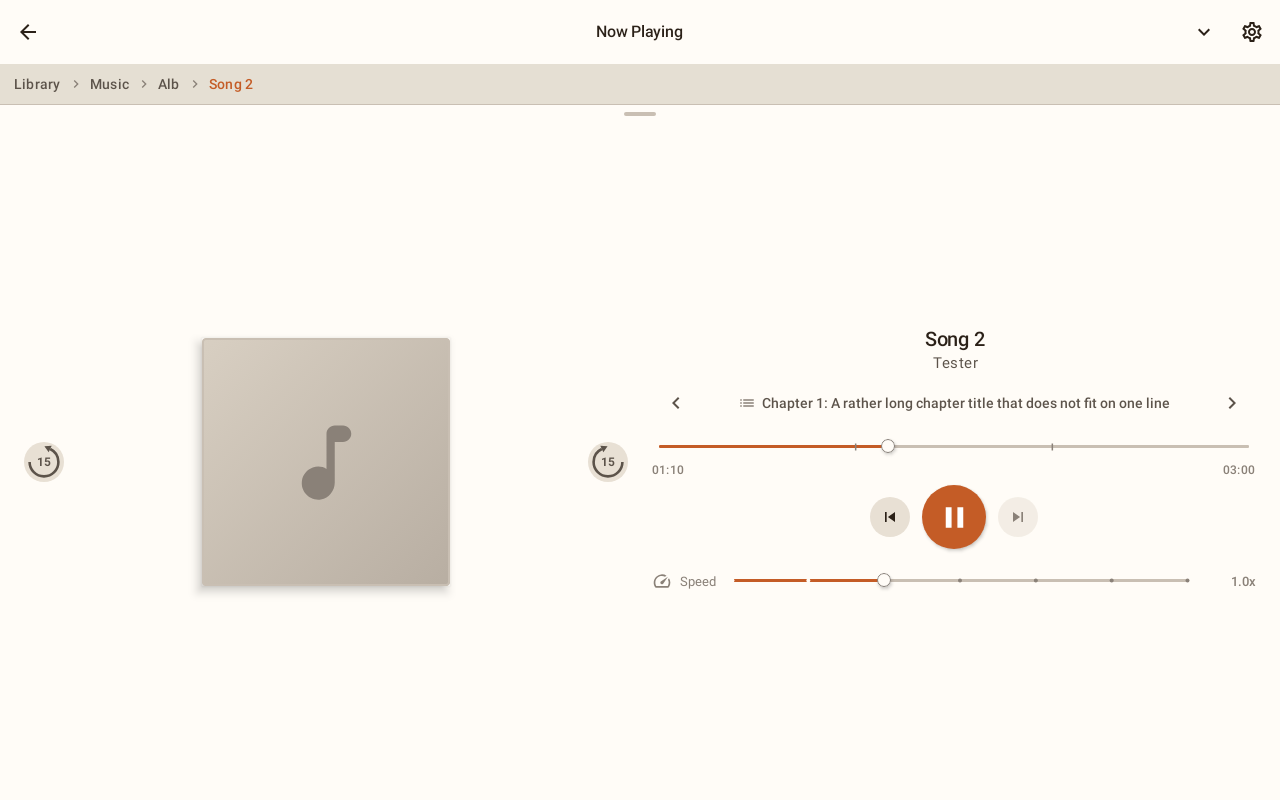 Now Playing
Library
Music
Alb
Song 2
Song 2
Tester
Chapter 1: A rather long chapter title that does not fit on one line
15
15
01:10
03:00
Speed
1.0x